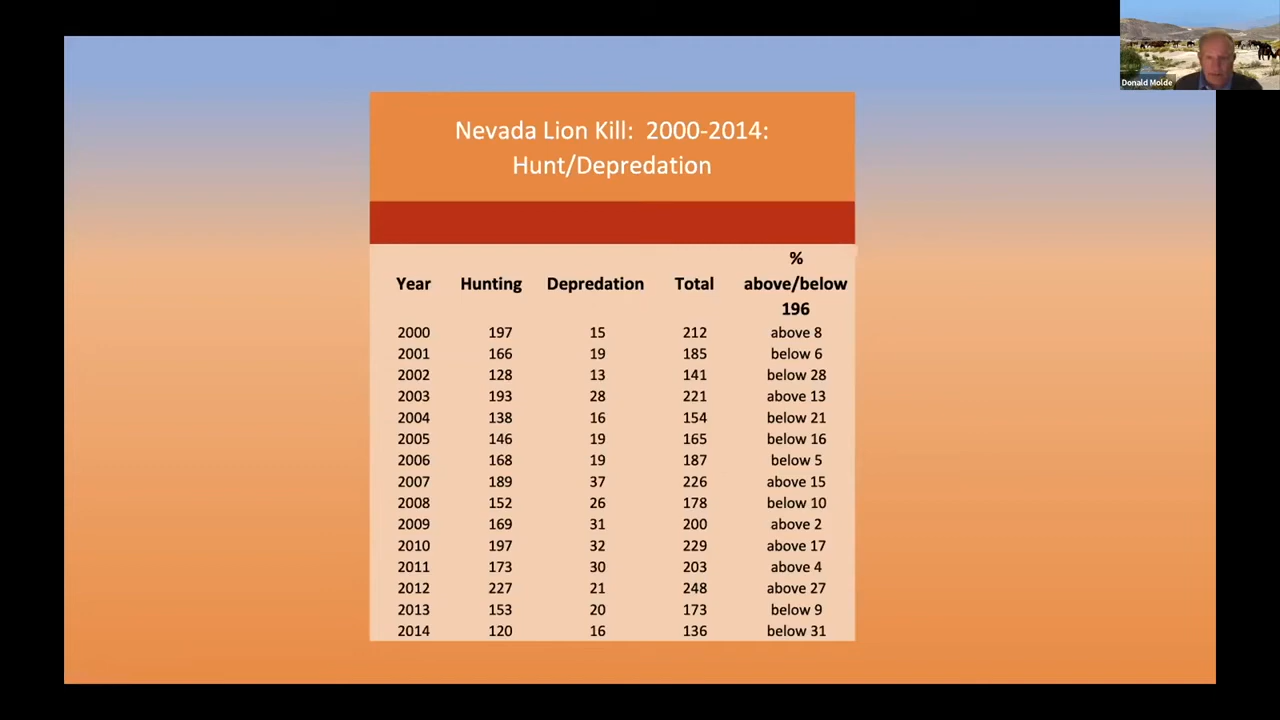 Donald Molde
Nevada Lion Kill: 2000-2014:
Hunt/Depredation
Year Hunting Depredation Total % above/below 196
2000 197 15 212 above 8
2001 166 19 185 below 6
2002 128 13 141 below 28
2003 193 28 221 above 13
2004 138 16 154 below 21
2005 146 19 165 below 16
2006 168 19 187 below 5
2007 189 37 226 above 15
2008 152 26 178 below 10
2009 169 31 200 above 2
2010 197 32 229 above 17
2011 173 30 203 above 4
2012 227 21 248 above 27
2013 153 20 173 below 9
2014 120 16 136 below 31